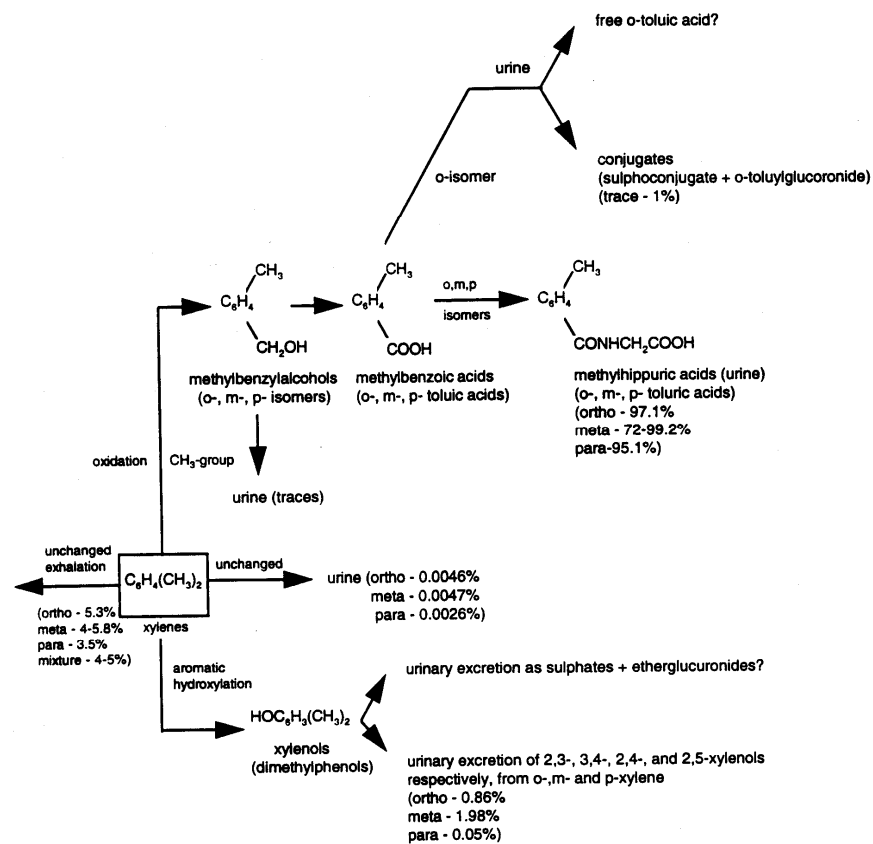 free o-toluic acid?
urine
conjugates
(sulphoconjugate + o-toluylglucoronide)
(trace - 1%)
o-isomer
CH₃
C₆H₄
CH₂OH
methylbenzylalcohols
(o-, m-, p- isomers)
CH₃
C₆H₄
COOH
methylbenzoic acids
(o-, m-, p- toluic acids)
o,m,p
isomers
CH₃
C₆H₄
CONHCH₂COOH
methylhippuric acids (urine)
(o-, m-, p- toluric acids)
(ortho - 97.1%
meta - 72-99.2%
para-95.1%)
oxidation
CH₃-group
urine (traces)
unchanged
exhalation
(ortho - 5.3%
meta - 4-5.8%
para - 3.5%
mixture - 4-5%)
C₆H₄(CH₃)₂
xylenes
unchanged
urine (ortho - 0.0046%
meta - 0.0047%
para - 0.0026%)
aromatic
hydroxylation
HOC₆H₃(CH₃)₂
xylenols
(dimethylphenols)
urinary excretion as sulphates + etherglucuronides?
urinary excretion of 2,3-, 3,4-, 2,4-, and 2,5-xylenols
respectively, from o-,m- and p-xylene
(ortho - 0.86%
meta - 1.98%
para - 0.05%)